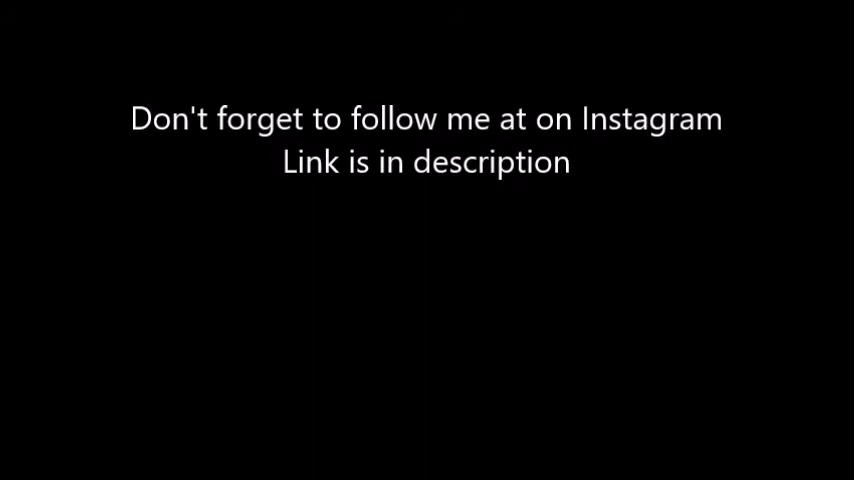 Don't forget to follow me at on Instagram
Link is in description